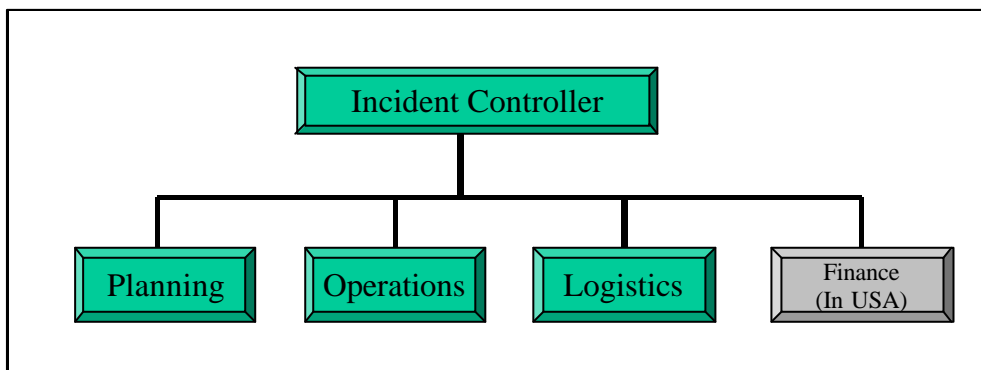 Incident Controller
Planning
Operations
Logistics
Finance
(In USA)